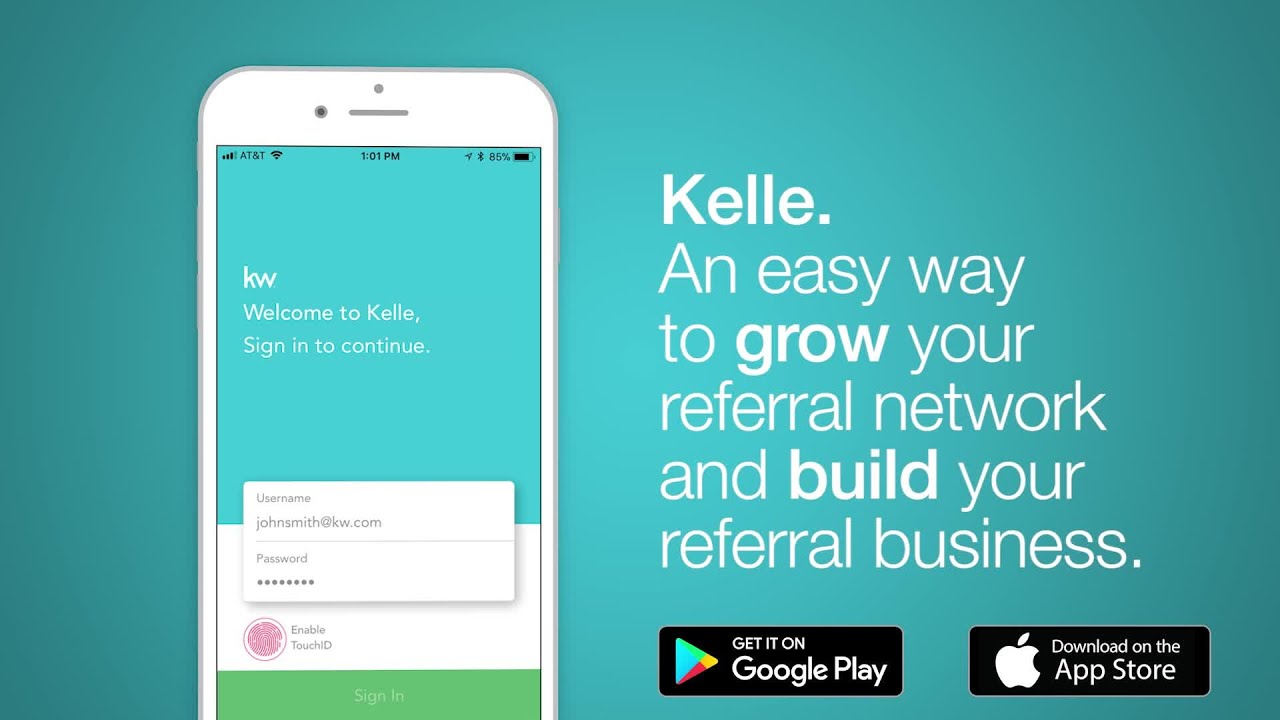 AT&T
1:01 PM
85%
kw
Welcome to Kelle,
Sign in to continue.
Username
johnsmith@kw.com
Password
••••••••
Enable
TouchID
Sign In
Kelle.
An easy way
to grow your
referral network
and build your
referral business.
GET IT ON
Google Play
Download on the
App Store